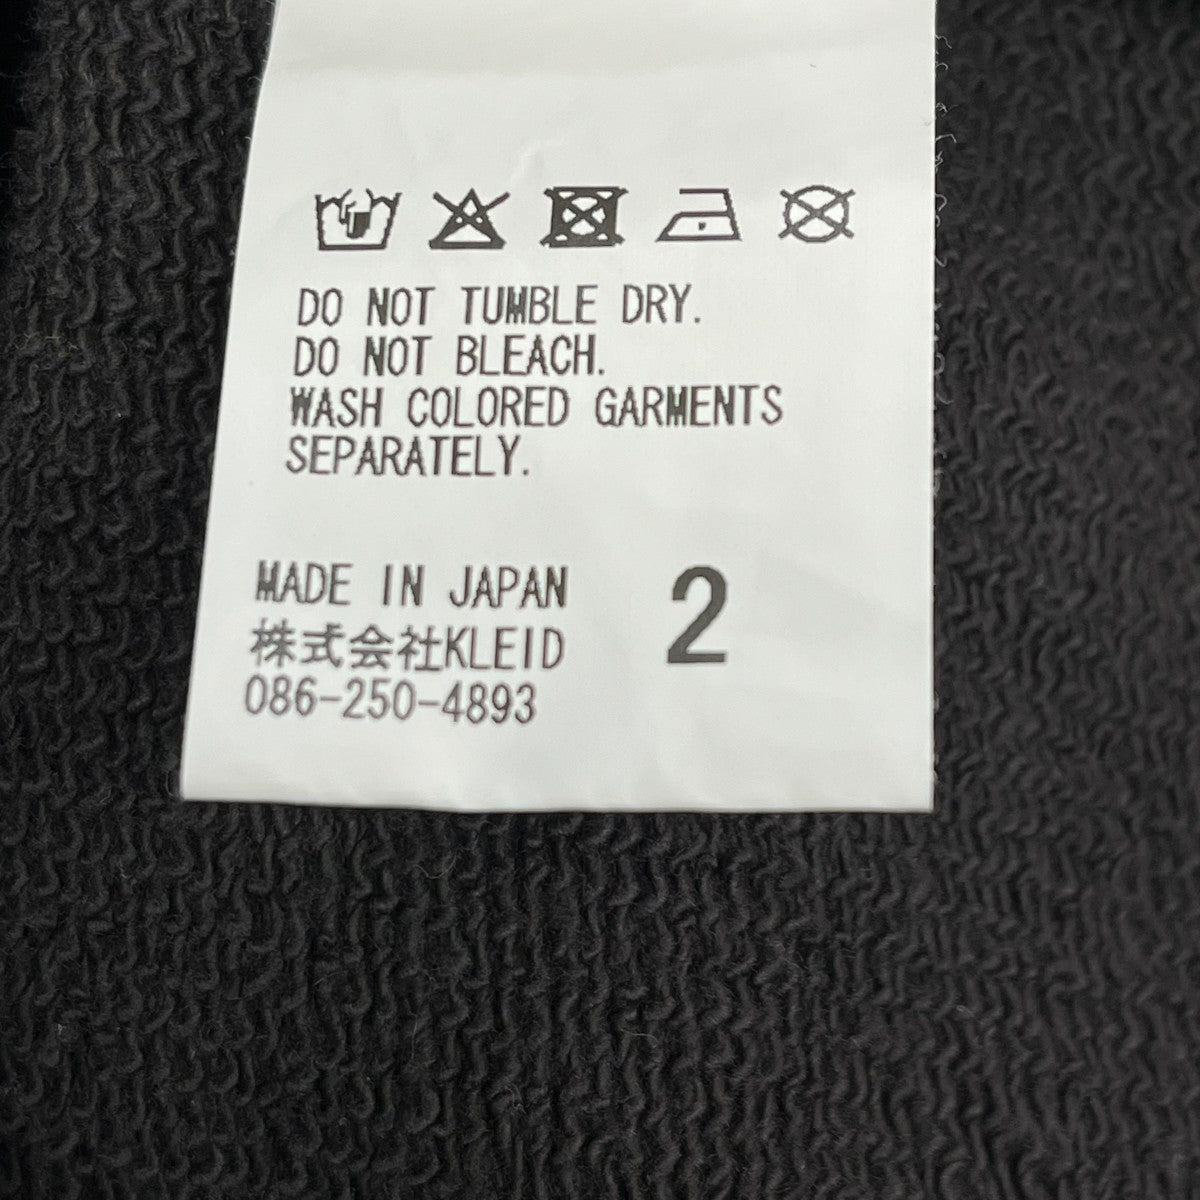 DO NOT TUMBLE DRY.
DO NOT BLEACH.
WASH COLORED GARMENTS
SEPARATELY.
MADE IN JAPAN
株式会社KLEID
086-250-4893
2